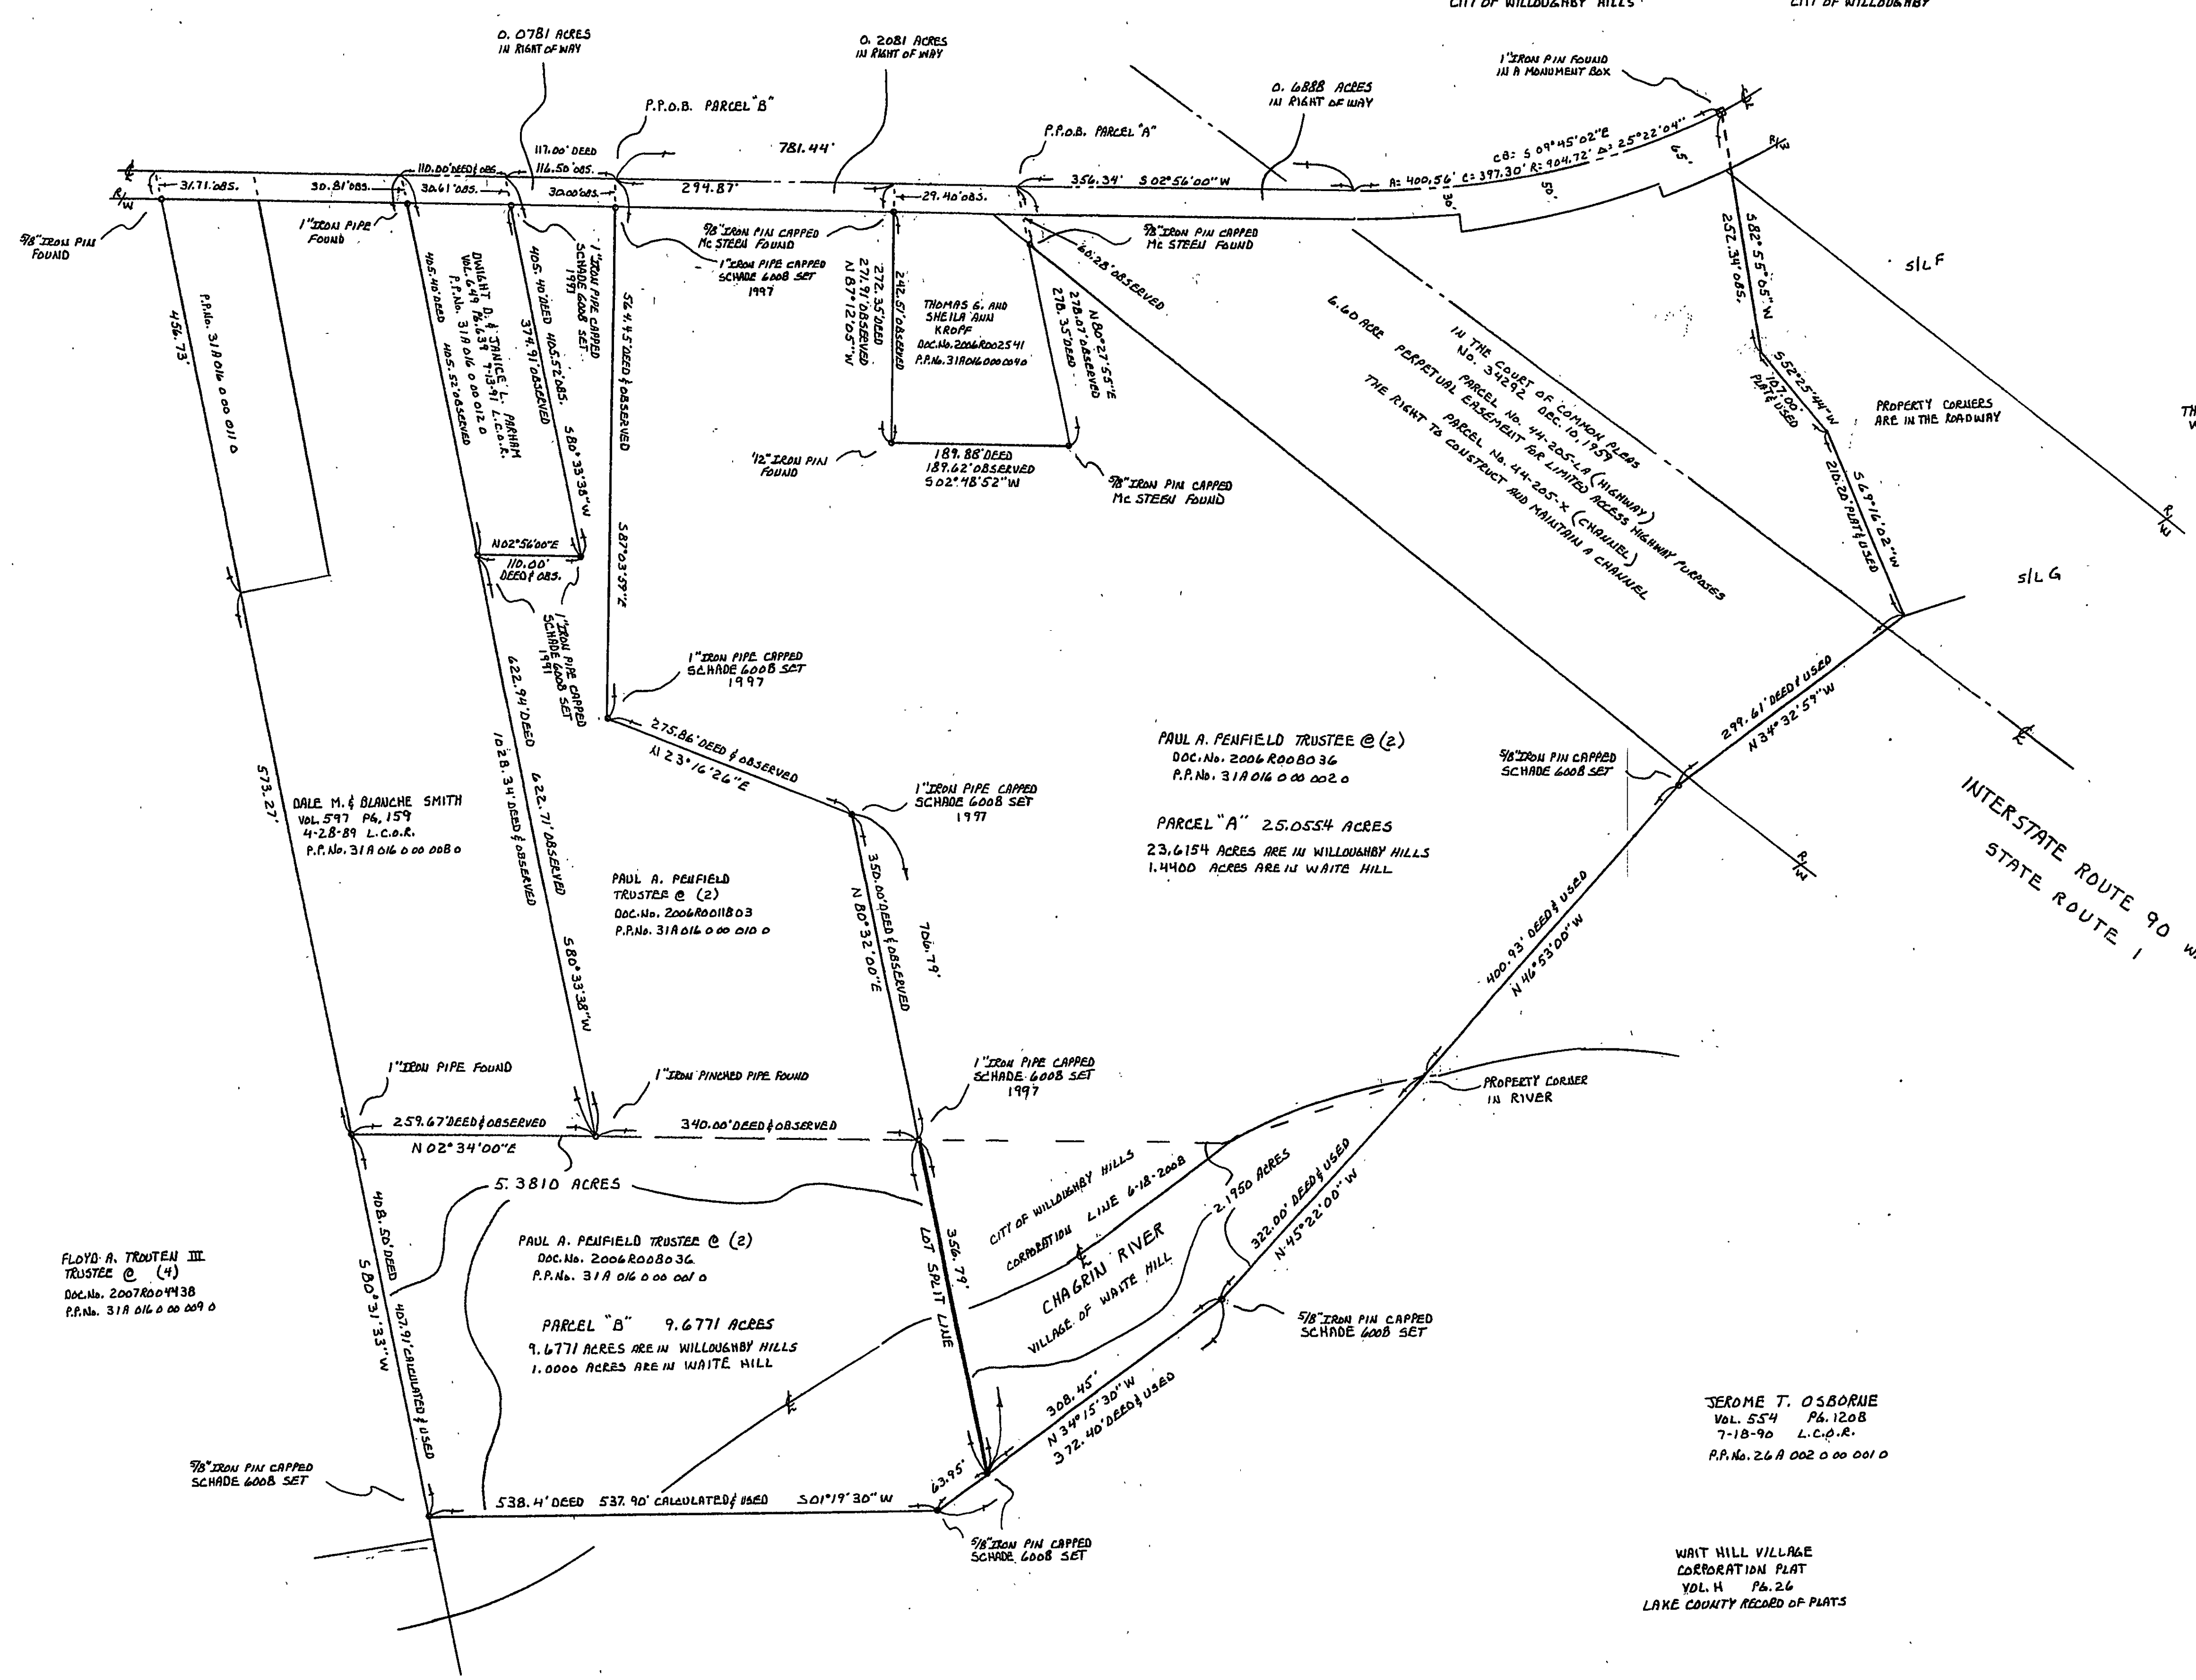 CITY OF WILLOUGHBY HILLS
CITY OF WILLOUGHBY
0.0781 ACRES
IN RIGHT OF WAY
0.2081 ACRES
IN RIGHT OF WAY
1" IRON PIN FOUND
IN A MONUMENT BOX
0.6888 ACRES
IN RIGHT OF WAY
P.P.O.B. PARCEL "B"
P.P.O.B. PARCEL "A"
117.00' DEED
116.50' OBS.
110.00' DEED & OBS.
781.44'
CB= S 09°45'02"E
A= 400.56' C= 397.30' R= 904.72' Δ= 25°22'04"
65'
50'
30'
R/W
R/W
31.71' OBS.
30.81' OBS.
30.61' OBS.
30.00' OBS.
294.87'
29.40' OBS.
356.34' S 02°56'00"W
5/8" IRON PIN
FOUND
1" IRON PIPE
FOUND
1" IRON PIPE CAPPED
SCHADE 6008 SET
1993
1" IRON PIPE CAPPED
SCHADE 6008 SET
1997
5/8" IRON PIN CAPPED
Mc STEEN FOUND
5/8" IRON PIN CAPPED
Mc STEEN FOUND
60.28' OBSERVED
456.73'
P.P.No. 31A 016 0 00 011 0
405.40' DEED 405.52' OBSERVED
DWIGHT D. & JANICE L. PARHAM
VOL. 649 PG. 639 9-13-91 L.C.O.R.
P.P.No. 31A 016 0 00 012 0
405.40' DEED 405.52' OBS.
374.91' OBSERVED
S 80°33'38"W
564.45' DEED & OBSERVED
S 87°03'59"E
272.35' DEED
271.91' OBSERVED
N 87°12'05"W
242.51' OBSERVED
THOMAS G. AND
SHEILA ANN
KROPF
DOC.No. 2006R002541
P.P.No. 31A016000 004 0
N 80°27'55"E
278.07' OBSERVED
278.35' DEED
1/2" IRON PIN
FOUND
189.88' DEED
189.62' OBSERVED
S 02°48'52"W
5/8" IRON PIN CAPPED
Mc STEEN FOUND
IN THE COURT OF COMMON PLEAS
No. 34292 DEC. 10, 1959
PARCEL No. 44-205-LA (HIGHWAY)
6.60 ACRE PERPETUAL EASEMENT FOR LIMITED ACCESS HIGHWAY PURPOSES
PARCEL No. 44-205-X (CHANNEL)
THE RIGHT TO CONSTRUCT AND MAINTAIN A CHANNEL
S 82°55'05"W
252.34' OBS.
S/L F
S 52°25'44"W
107.00'
PLAT & USED
PROPERTY CORNERS
ARE IN THE ROADWAY
S 69°16'02"W
210.20' PLAT & USED
R/W
S/L G
N 02°56'00"E
110.00'
DEED & OBS.
1" IRON PIPE CAPPED
SCHADE 6008 SET
1991
622.94' DEED 622.71' OBSERVED
1028.34' DEED & OBSERVED
S 80°33'38"W
1" IRON PIPE CAPPED
SCHADE 6008 SET
1997
275.86' DEED & OBSERVED
N 23°16'26"E
1" IRON PIPE CAPPED
SCHADE 6008 SET
1997
PAUL A. PENFIELD TRUSTEE @ (2)
DOC.No. 2006R008036
P.P.No. 31A 016 0 00 002 0
PARCEL "A" 25.0554 ACRES
23.6154 ACRES ARE IN WILLOUGHBY HILLS
1.4400 ACRES ARE IN WAITE HILL
5/8" IRON PIN CAPPED
SCHADE 6008 SET
299.61' DEED & USED
N 34°32'59"W
INTERSTATE ROUTE 90
STATE ROUTE 1
R/W
573.27'
DALE M. & BLANCHE SMITH
VOL. 597 PG. 159
4-28-89 L.C.O.R.
P.P.No. 31A 016 0 00 008 0
PAUL A. PENFIELD
TRUSTEE @ (2)
DOC.No. 2006R0011803
P.P.No. 31A 016 0 00 010 0
350.00' DEED & OBSERVED
N 80°32'00"E
706.79'
400.93' DEED & USED
N 46°53'00"W
1" IRON PIPE FOUND
1" IRON PINCHED PIPE FOUND
1" IRON PIPE CAPPED
SCHADE 6008 SET
1997
PROPERTY CORNER
IN RIVER
259.67' DEED & OBSERVED
N 02°34'00"E
340.00' DEED & OBSERVED
5.3810 ACRES
CITY OF WILLOUGHBY HILLS
CORPORATION LINE 6-18-2008
CHAGRIN RIVER
VILLAGE OF WAITE HILL
2.1950 ACRES
322.00' DEED & USED
N 45°22'00"W
408.50' DEED 407.91' CALCULATED & USED
S 80°31'33"W
356.79'
LOT SPLIT LINE
FLOYD A. TROUTEN III
TRUSTEE @ (4)
DOC.No. 2007R004438
P.P.No. 31A 016 0 00 009 0
PAUL A. PENFIELD TRUSTEE @ (2)
DOC.No. 2006R008036
P.P.No. 31A 016 0 00 001 0
PARCEL "B" 9.6771 ACRES
9.6771 ACRES ARE IN WILLOUGHBY HILLS
1.0000 ACRES ARE IN WAITE HILL
5/8" IRON PIN CAPPED
SCHADE 6008 SET
308.45'
N 34°15'30"W
372.40' DEED & USED
63.95'
5/8" IRON PIN CAPPED
SCHADE 6008 SET
538.4' DEED 537.90' CALCULATED & USED S 01°19'30"W
5/8" IRON PIN CAPPED
SCHADE 6008 SET
JEROME T. OSBORNE
VOL. 554 PG. 1208
7-18-90 L.C.O.R.
P.P.No. 26A 002 0 00 001 0
WAIT HILL VILLAGE
CORPORATION PLAT
VOL. H PG. 26
LAKE COUNTY RECORD OF PLATS